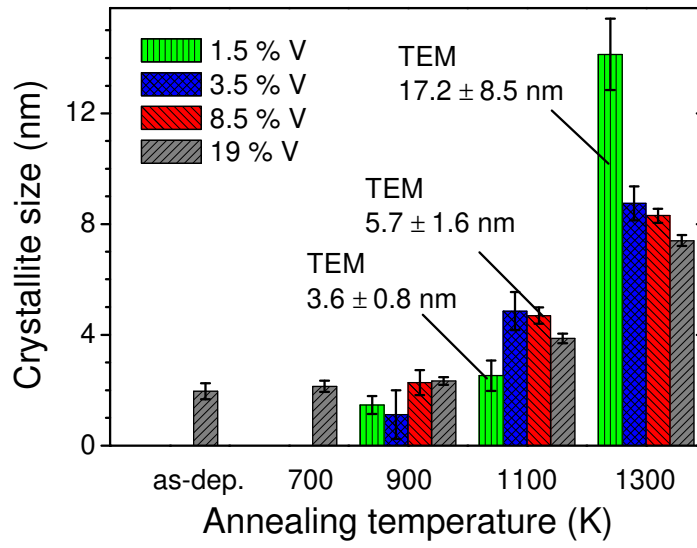 1.5 % V
3.5 % V
8.5 % V
19 % V
TEM
17.2 ± 8.5 nm
TEM
5.7 ± 1.6 nm
TEM
3.6 ± 0.8 nm
Crystallite size (nm)
12
8
4
0
as-dep. 700 900 1100 1300
Annealing temperature (K)